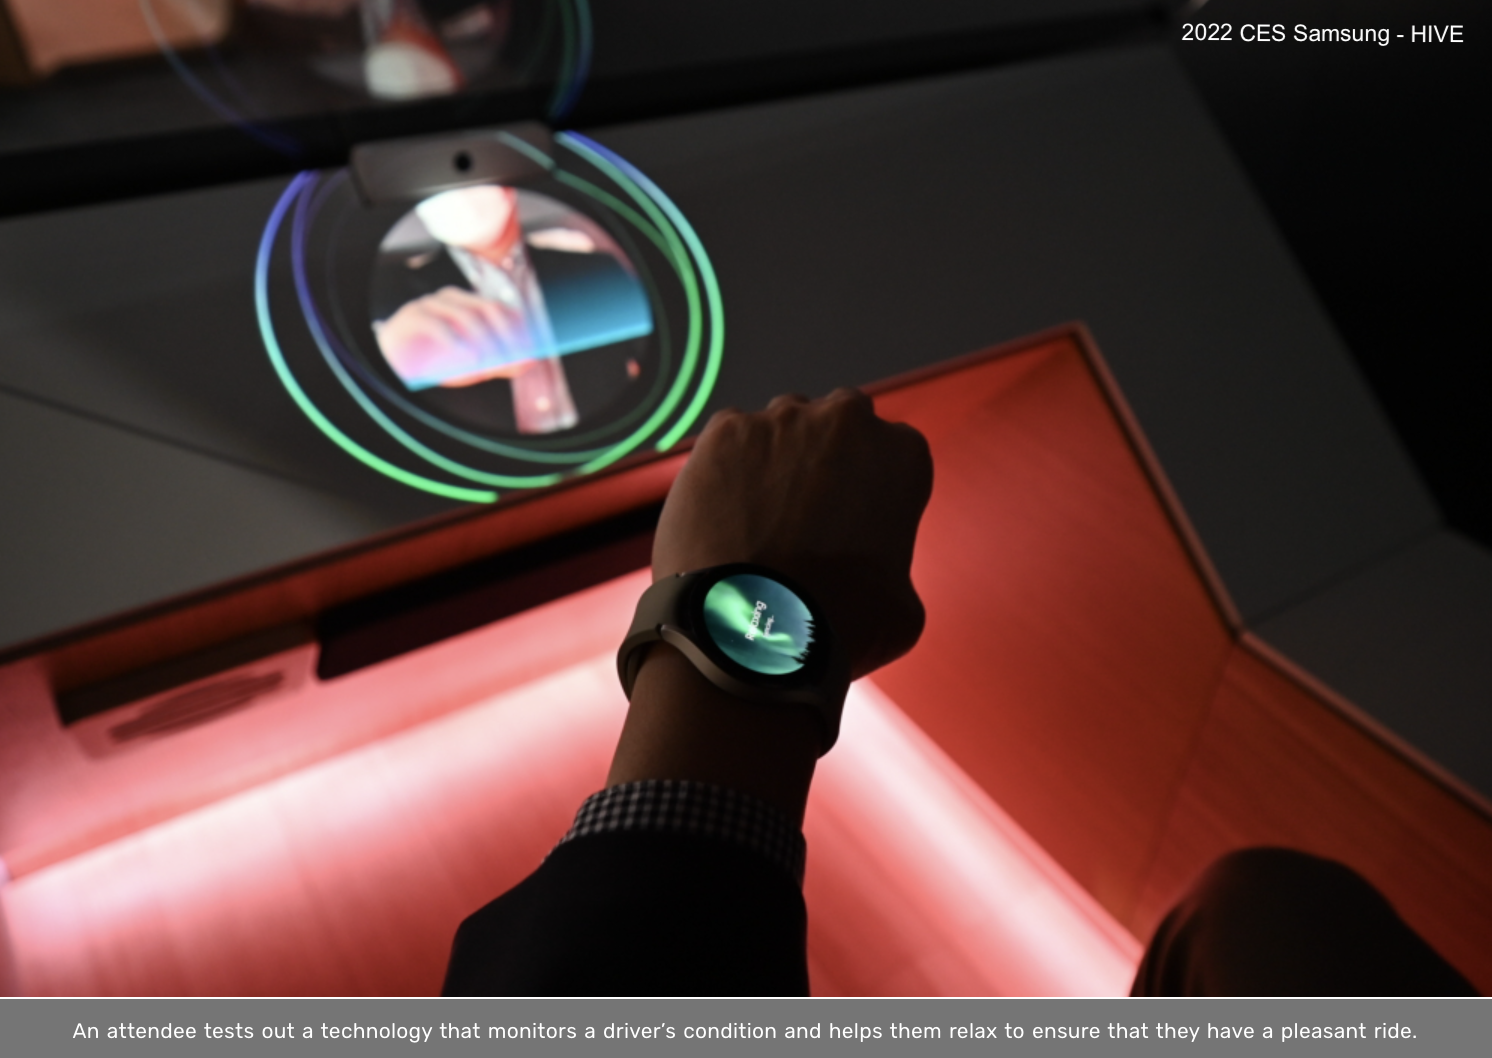 2022 CES Samsung - HIVE
Relaxing
An attendee tests out a technology that monitors a driver’s condition and helps them relax to ensure that they have a pleasant ride.